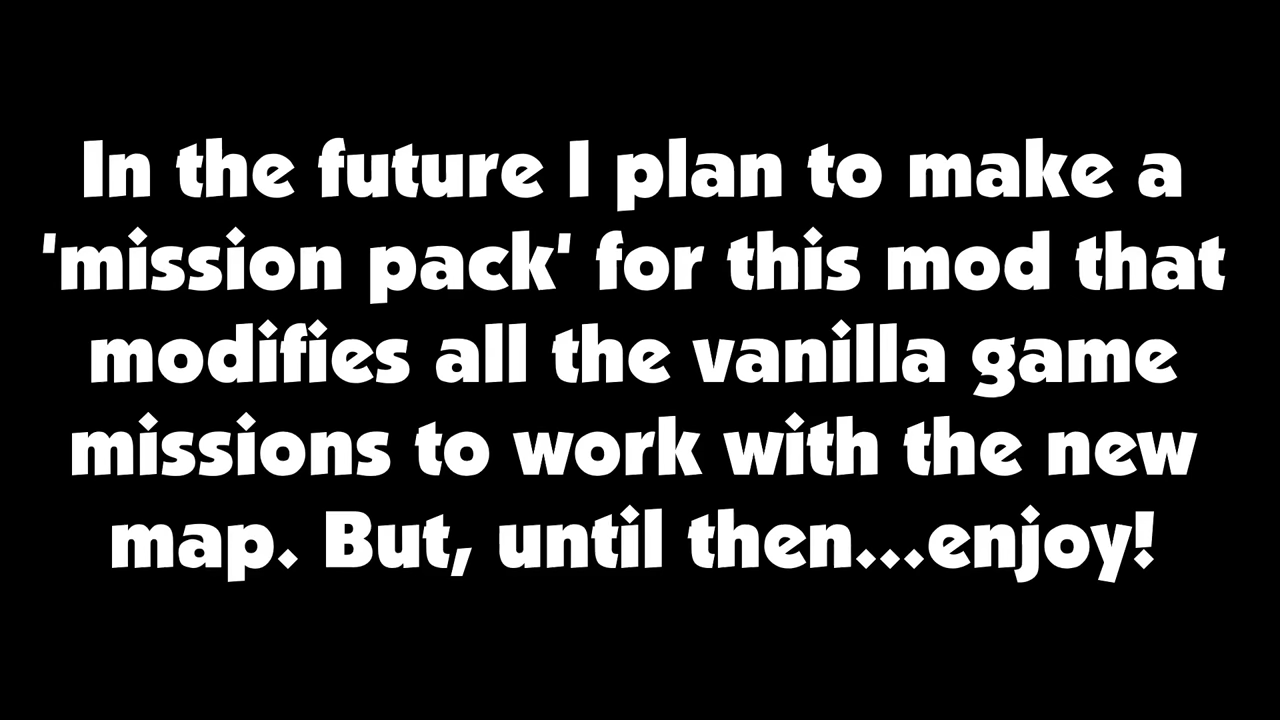 In the future I plan to make a
'mission pack' for this mod that
modifies all the vanilla game
missions to work with the new
map. But, until then...enjoy!